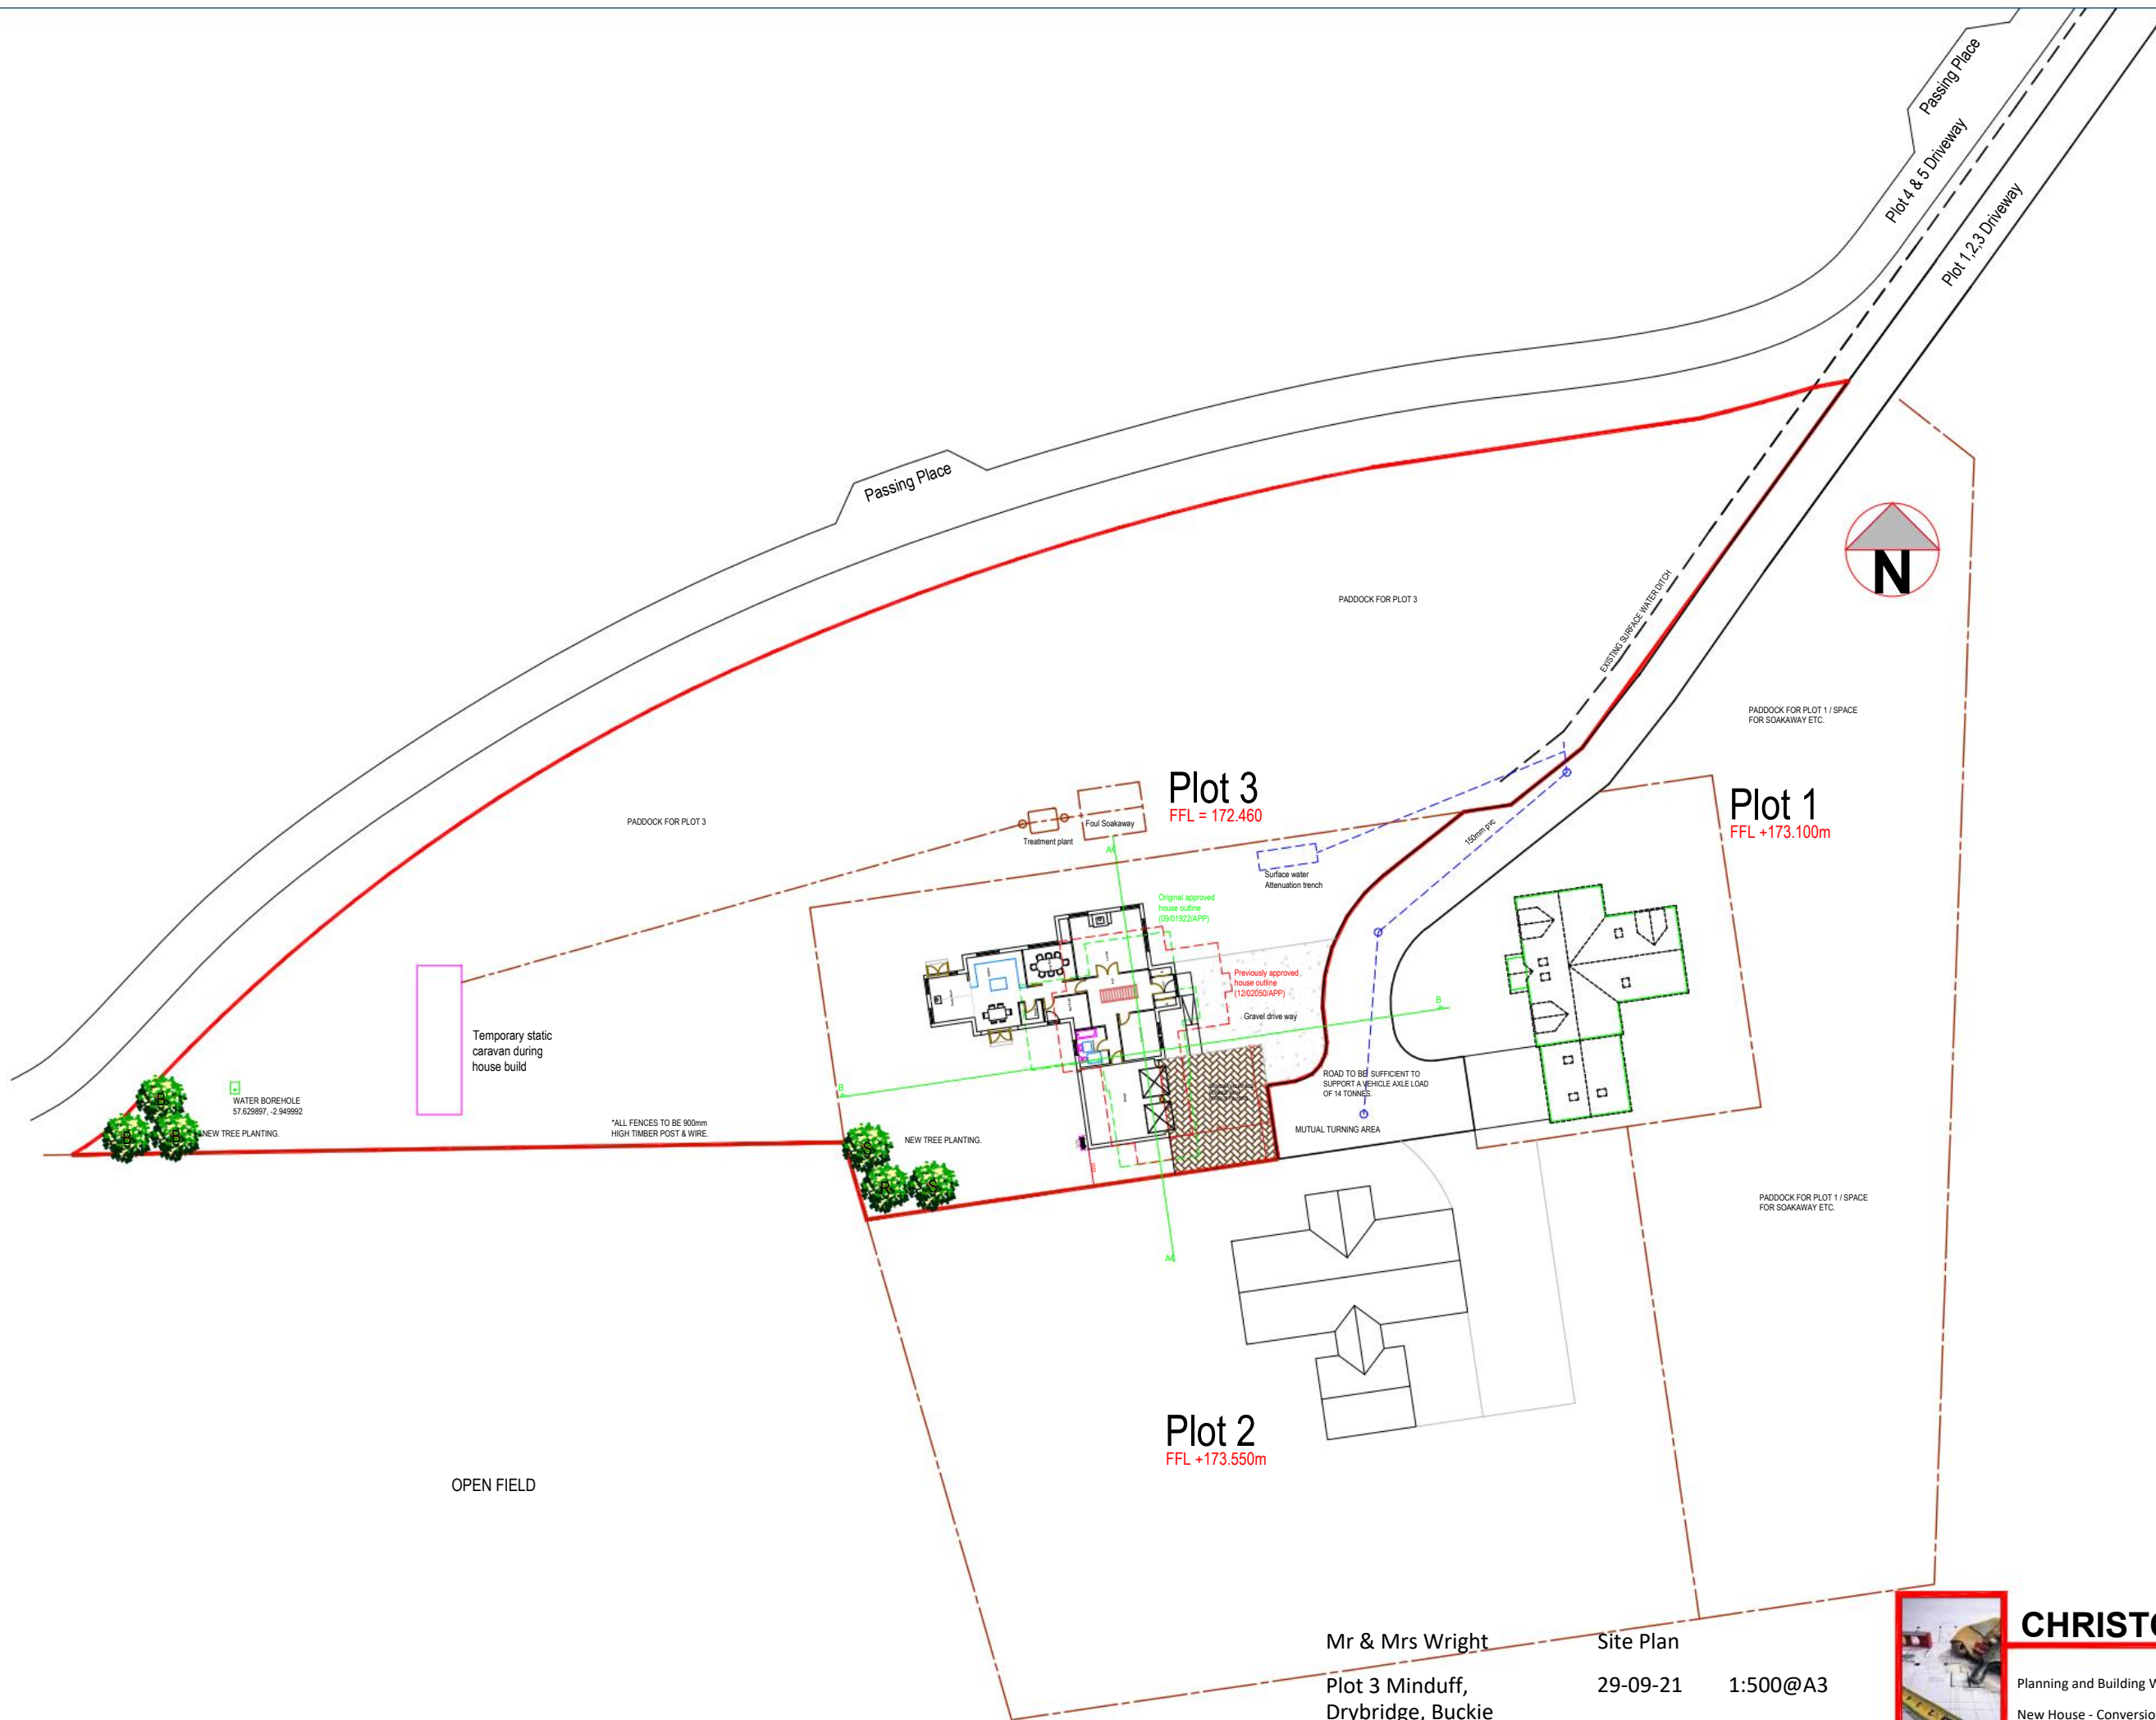 Passing Place
Plot 4 & 5 Driveway
Plot 1,2,3 Driveway
Passing Place
N
PADDOCK FOR PLOT 3
EXISTING SURFACE WATER DITCH
PADDOCK FOR PLOT 1 / SPACE
FOR SOAKAWAY ETC.
Plot 3
FFL = 172.460
Plot 1
FFL +173.100m
PADDOCK FOR PLOT 3
Foul Soakaway
Treatment plant
150mm pvc
A
Surface water
Attenuation trench
Original approved
house outline
(09/01922/APP)
Previously approved
house outline
(12/02050/APP)
Gravel drive way
B
B
Temporary static
caravan during
house build
WATER BOREHOLE
57.629897, -2.949992
B
B
B
NEW TREE PLANTING.
*ALL FENCES TO BE 900mm
HIGH TIMBER POST & WIRE.
S
R
S
NEW TREE PLANTING.
ROAD TO BE SUFFICIENT TO
SUPPORT A VEHICLE AXLE LOAD
OF 14 TONNES.
MUTUAL TURNING AREA
A
PADDOCK FOR PLOT 1 / SPACE
FOR SOAKAWAY ETC.
Plot 2
FFL +173.550m
OPEN FIELD
Mr & Mrs Wright
Site Plan
Plot 3 Minduff,
Drybridge, Buckie
29-09-21
1:500@A3
CHRIST
Planning and Building W
New House - Conversio